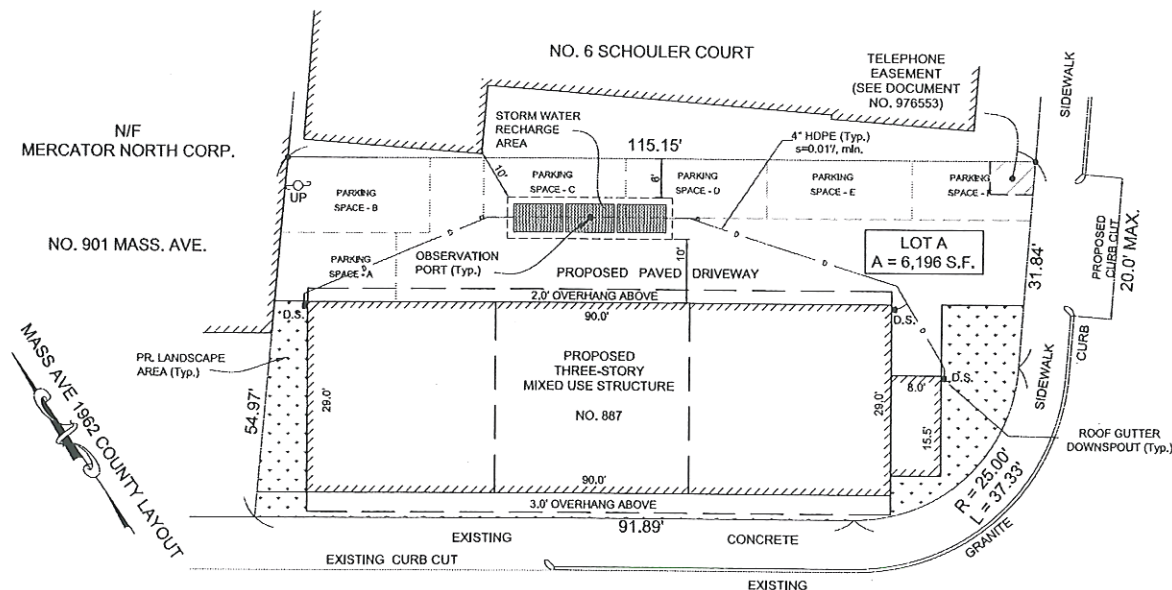 NO. 6 SCHOULER COURT
TELEPHONE
EASEMENT
(SEE DOCUMENT
NO. 976553)
SIDEWALK
N/F
MERCATOR NORTH CORP.
STORM WATER
RECHARGE
AREA
115.15'
4" HDPE (Typ.)
s=0.01'/, min.
UP
PARKING
SPACE - B
10'
PARKING
SPACE - C
6'
PARKING
SPACE - D
PARKING
SPACE - E
PARKING
NO. 901 MASS. AVE.
PARKING
SPACE - A
OBSERVATION
PORT (Typ.)
10'
PROPOSED PAVED DRIVEWAY
LOT A
A = 6,196 S.F.
31.84'
PROPOSED
CURB CUT
20.0' MAX.
D
D
D
D
2.0' OVERHANG ABOVE
D.S.
90.0'
D.S.
PR. LANDSCAPE
AREA (Typ.)
PROPOSED
THREE-STORY
MIXED USE STRUCTURE
NO. 887
29.0'
29.0'
D.S.
8.0'
15.5'
SIDEWALK
CURB
MASS AVE 1962 COUNTY LAYOUT
54.97'
ROOF GUTTER
DOWNSPOUT (Typ.)
90.0'
3.0' OVERHANG ABOVE
91.89'
R = 25.00'
L = 37.33'
GRANITE
EXISTING CONCRETE
EXISTING CURB CUT
EXISTING